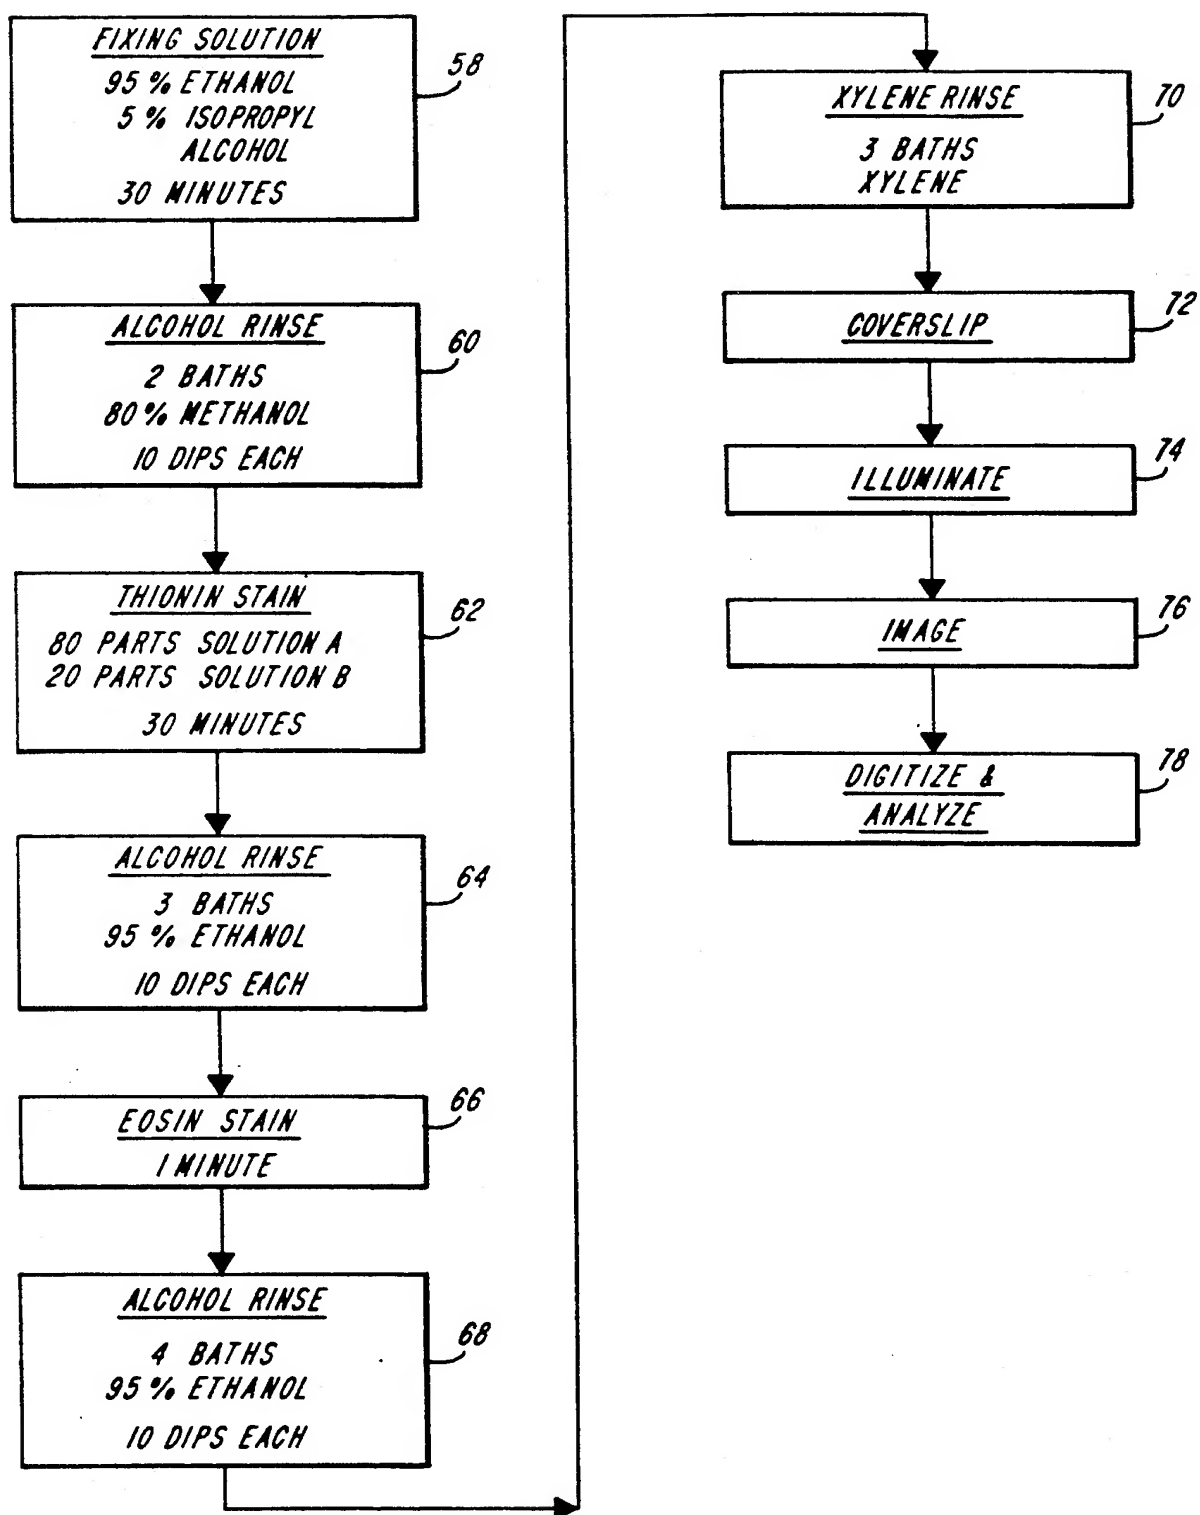 FIXING SOLUTION
95% ETHANOL
5% ISOPROPYL
ALCOHOL
30 MINUTES
58
ALCOHOL RINSE
2 BATHS
80% METHANOL
10 DIPS EACH
60
THIONIN STAIN
80 PARTS SOLUTION A
20 PARTS SOLUTION B
30 MINUTES
62
ALCOHOL RINSE
3 BATHS
95% ETHANOL
10 DIPS EACH
64
EOSIN STAIN
1 MINUTE
66
ALCOHOL RINSE
4 BATHS
95% ETHANOL
10 DIPS EACH
68
XYLENE RINSE
3 BATHS
XYLENE
70
COVERSLIP
72
ILLUMINATE
74
IMAGE
76
DIGITIZE &
ANALYZE
78